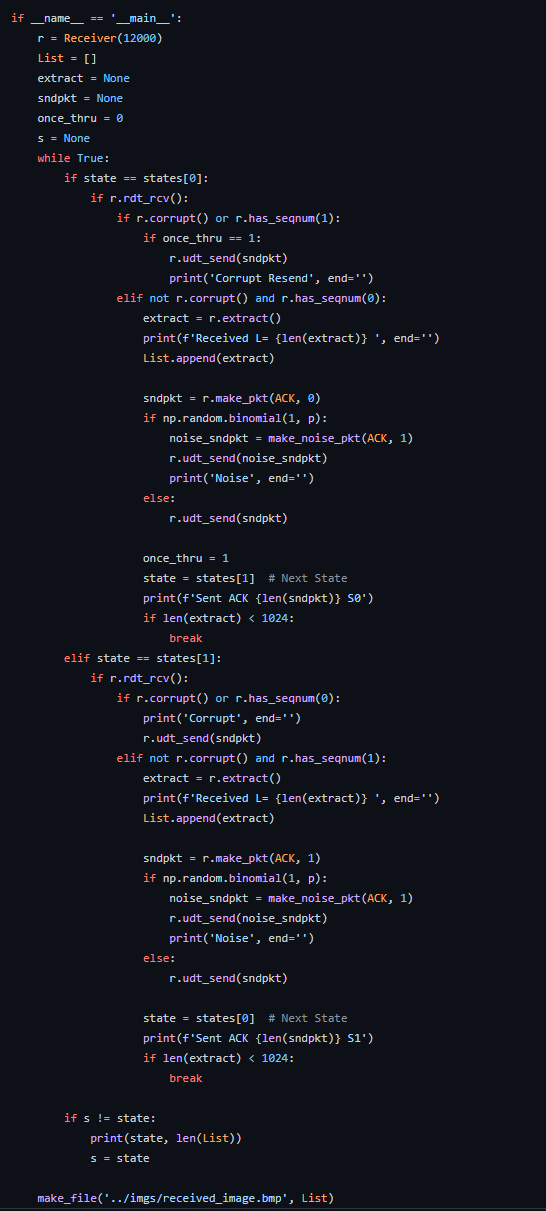 if __name__ == '__main__':
    r = Receiver(12000)
    List = []
    extract = None
    sndpkt = None
    once_thru = 0
    s = None
    while True:
        if state == states[0]:
            if r.rdt_rcv():
                if r.corrupt() or r.has_seqnum(1):
                    if once_thru == 1:
                        r.udt_send(sndpkt)
                        print('Corrupt Resend', end='')
                elif not r.corrupt() and r.has_seqnum(0):
                    extract = r.extract()
                    print(f'Received L= {len(extract)} ', end='')
                    List.append(extract)

                    sndpkt = r.make_pkt(ACK, 0)
                    if np.random.binomial(1, p):
                        noise_sndpkt = make_noise_pkt(ACK, 1)
                        r.udt_send(noise_sndpkt)
                        print('Noise', end='')
                    else:
                        r.udt_send(sndpkt)

                    once_thru = 1
                    state = states[1]  # Next State
                    print(f'Sent ACK {len(sndpkt)} S0')
                    if len(extract) < 1024:
                        break
        elif state == states[1]:
            if r.rdt_rcv():
                if r.corrupt() or r.has_seqnum(0):
                    print('Corrupt', end='')
                    r.udt_send(sndpkt)
                elif not r.corrupt() and r.has_seqnum(1):
                    extract = r.extract()
                    print(f'Received L= {len(extract)} ', end='')
                    List.append(extract)

                    sndpkt = r.make_pkt(ACK, 1)
                    if np.random.binomial(1, p):
                        noise_sndpkt = make_noise_pkt(ACK, 1)
                        r.udt_send(noise_sndpkt)
                        print('Noise', end='')
                    else:
                        r.udt_send(sndpkt)

                    state = states[0]  # Next State
                    print(f'Sent ACK {len(sndpkt)} S1')
                    if len(extract) < 1024:
                        break

        if s != state:
            print(state, len(List))
            s = state

    make_file('../imgs/received_image.bmp', List)